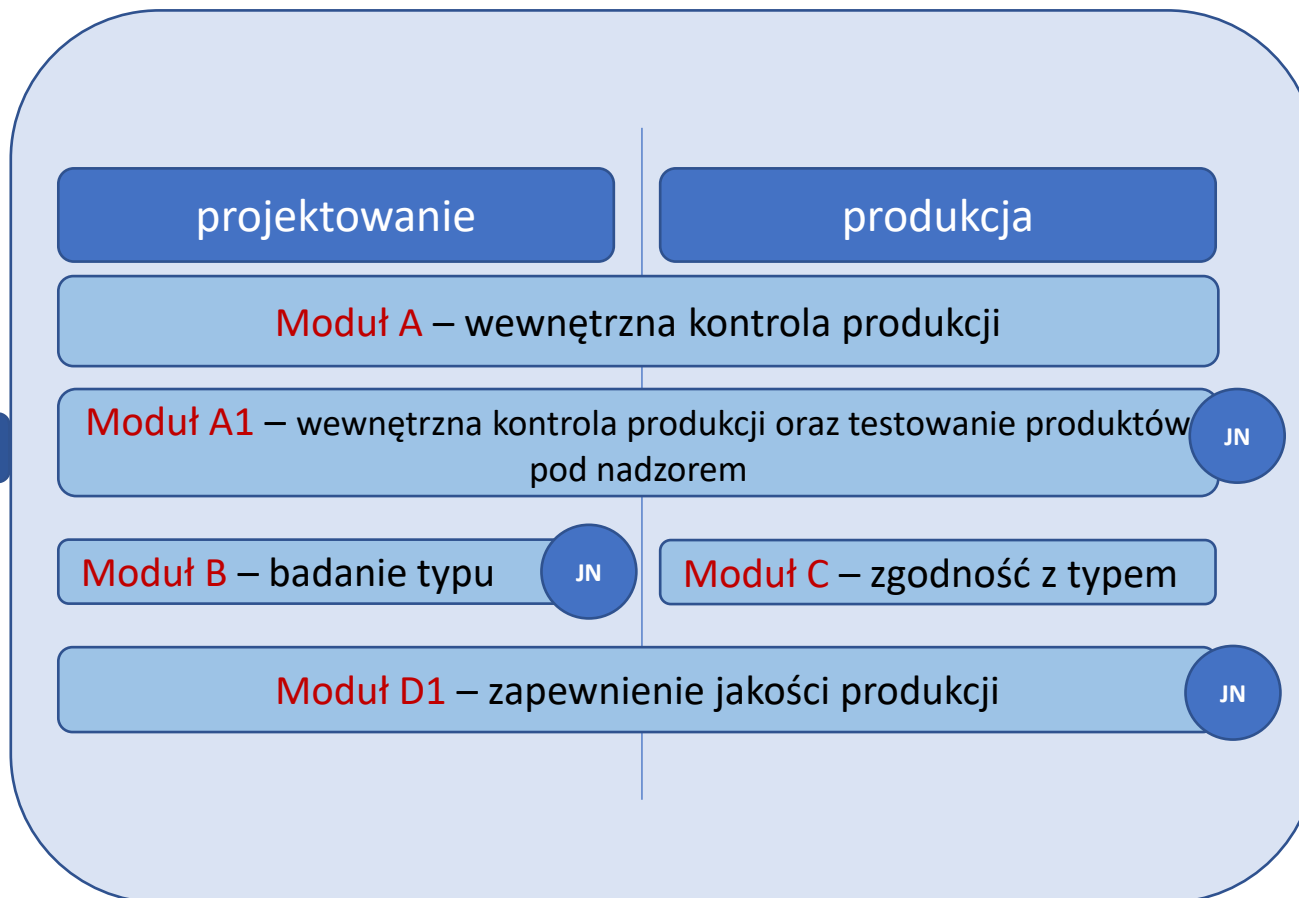 projektowanie
produkcja
Moduł A – wewnętrzna kontrola produkcji
Moduł A1 – wewnętrzna kontrola produkcji oraz testowanie produktów
pod nadzorem
JN
Moduł B – badanie typu
JN
Moduł C – zgodność z typem
Moduł D1 – zapewnienie jakości produkcji
JN